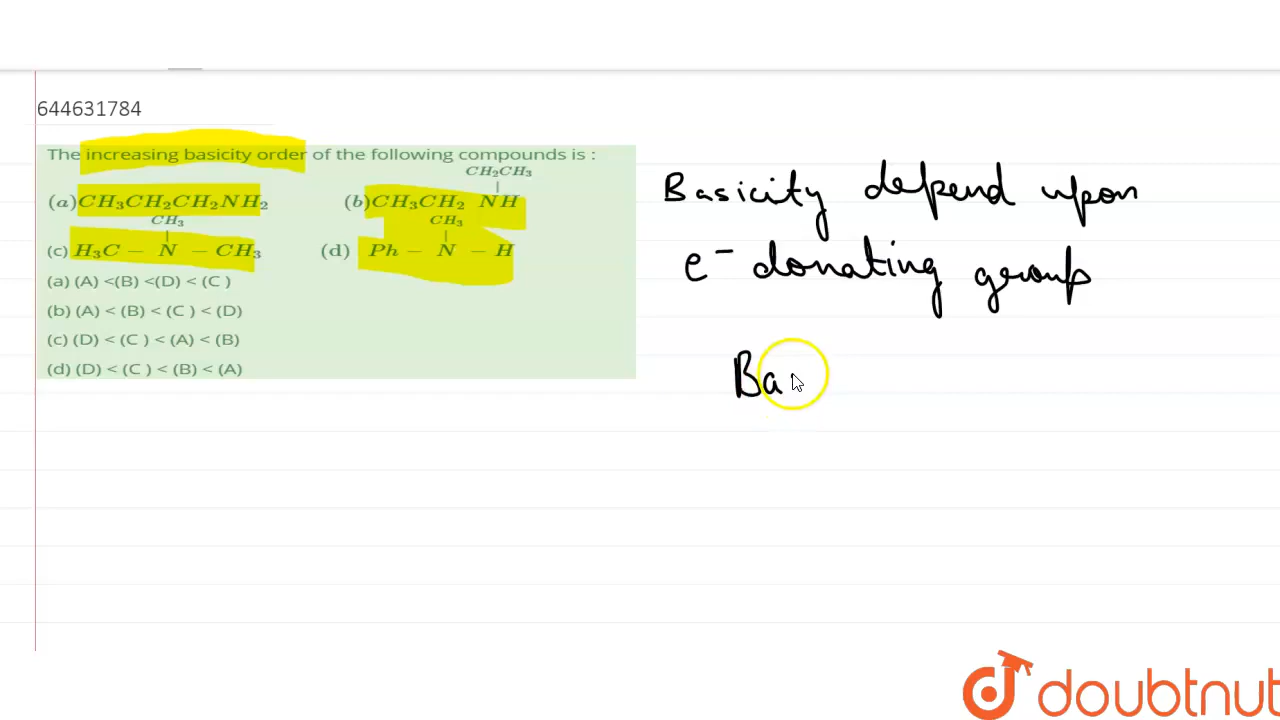 644631784
The increasing basicity order of the following compounds is :
CH₂CH₃
|
(a)CH₃CH₂CH₂NH₂ (b)CH₃CH₂ NH
CH₃ CH₃
| |
(c) H₃C − N − CH₃ (d) Ph − N − H
(a) (A) <(B) <(D) < (C )
(b) (A) < (B) < (C ) < (D)
(c) (D) < (C ) < (A) < (B)
(d) (D) < (C ) < (B) < (A)
Basicity depend upon
e⁻ donating group
Ba
doubtnut